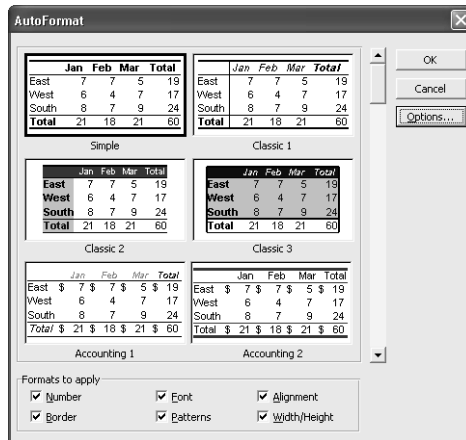 AutoFormat
Jan Feb Mar Total
East 7 7 5 19
West 6 4 7 17
South 8 7 9 24
Total 21 18 21 60
Simple
Jan Feb Mar Total
East 7 7 5 19
West 6 4 7 17
South 8 7 9 24
Total 21 18 21 60
Classic 1
OK
Cancel
Options...
Jan Feb Mar Total
East 7 7 5 19
West 6 4 7 17
South 8 7 9 24
Total 21 18 21 60
Classic 2
Jan Feb Mar Total
East 7 7 5 19
West 6 4 7 17
South 8 7 9 24
Total 21 18 21 60
Classic 3
Jan Feb Mar Total
East $ 7 $ 7 $ 5 $ 19
West 6 4 7 17
South 8 7 9 24
Total $ 21 $ 18 $ 21 $ 60
Accounting 1
Jan Feb Mar Total
East $ 7 $ 7 $ 5 $ 19
West 6 4 7 17
South 8 7 9 24
Total $ 21 $ 18 $ 21 $ 60
Accounting 2
Formats to apply
Number Font Alignment
Border Patterns Width/Height